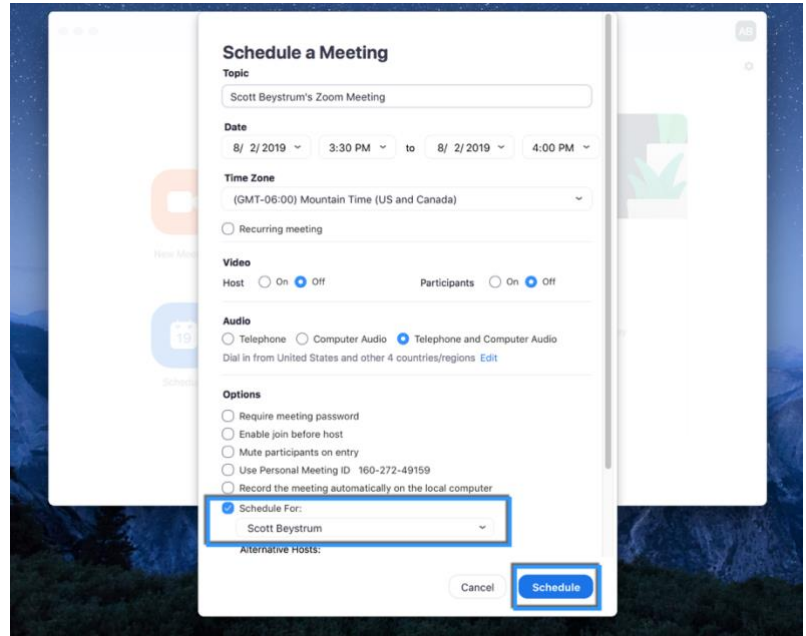 AB
Schedule a Meeting
Topic
Scott Beystrum's Zoom Meeting
Date
8/ 2/2019 3:30 PM to 8/ 2/2019 4:00 PM
Time Zone
(GMT-06:00) Mountain Time (US and Canada)
Recurring meeting
Video
Host On Off Participants On Off
Audio
Telephone Computer Audio Telephone and Computer Audio
Dial in from United States and other 4 countries/regions Edit
Options
Require meeting password
Enable join before host
Mute participants on entry
Use Personal Meeting ID 160-272-49159
Record the meeting automatically on the local computer
Schedule For:
Scott Beystrum
Alternative Hosts:
Cancel Schedule
New
19